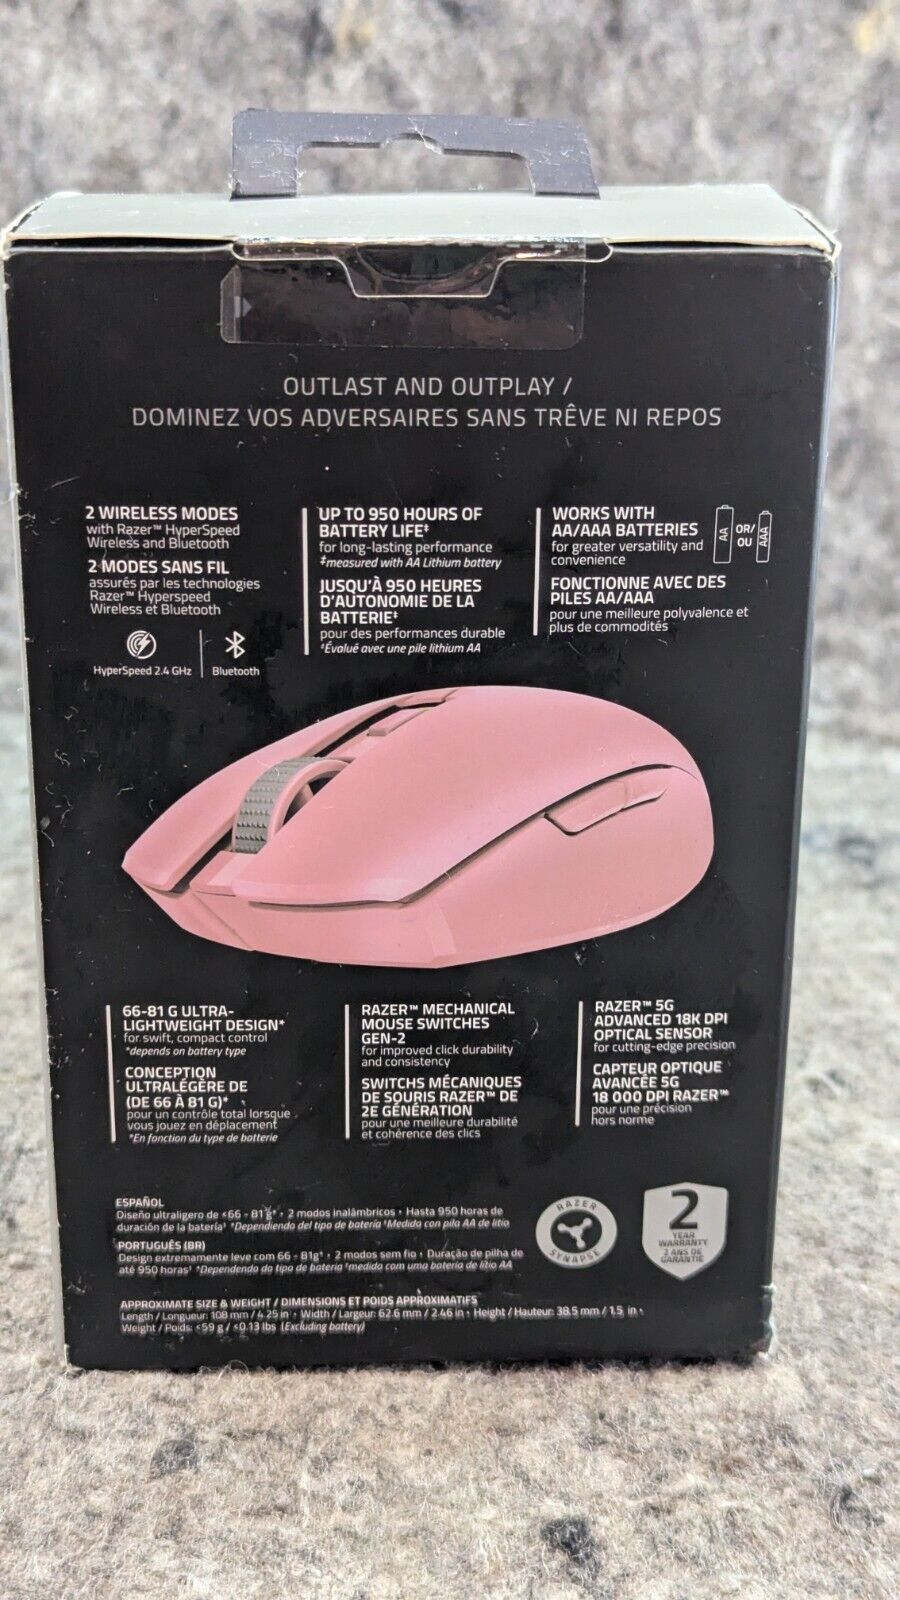 OUTLAST AND OUTPLAY /
DOMINEZ VOS ADVERSAIRES SANS TRÊVE NI REPOS
2 WIRELESS MODES
with Razer™ HyperSpeed
Wireless and Bluetooth
2 MODES SANS FIL
assurés par les technologies
Razer™ Hyperspeed
Wireless et Bluetooth
HyperSpeed 2.4 GHz
Bluetooth
UP TO 950 HOURS OF
BATTERY LIFE‡
for long-lasting performance
‡measured with AA Lithium battery
JUSQU'À 950 HEURES
D'AUTONOMIE DE LA
BATTERIE‡
pour des performances durable
‡Évalué avec une pile lithium AA
WORKS WITH
AA/AAA BATTERIES
for greater versatility and
convenience
AA
OR/
OU
AAA
FONCTIONNE AVEC DES
PILES AA/AAA
pour une meilleure polyvalence et
plus de commodités
66-81 G ULTRA-
LIGHTWEIGHT DESIGN*
for swift, compact control
*depends on battery type
CONCEPTION
ULTRALÉGÈRE DE
(DE 66 À 81 G)*
pour un contrôle total lorsque
vous jouez en déplacement
*En fonction du type de batterie
RAZER™ MECHANICAL
MOUSE SWITCHES
GEN-2
for improved click durability
and consistency
SWITCHS MÉCANIQUES
DE SOURIS RAZER™ DE
2E GÉNÉRATION
pour une meilleure durabilité
et cohérence des clics
RAZER™ 5G
ADVANCED 18K DPI
OPTICAL SENSOR
for cutting-edge precision
CAPTEUR OPTIQUE
AVANCÉE 5G
18 000 DPI RAZER™
pour une précision
hors norme
ESPAÑOL
Diseño ultraligero de <66 - 81 g* • 2 modos inalámbricos • Hasta 950 horas de
duración de la batería† *Dependiendo del tipo de batería †Medida con pila AA de litio
PORTUGUÊS (BR)
Design extremamente leve com 66 - 81g* • 2 modos sem fio • Duração de pilha de
até 950 horas† *Dependendo do tipo de bateria †medida com uma bateria de lítio AA
RAZER
SYNAPSE
2
YEAR
WARRANTY
2 ANS DE
GARANTIE
APPROXIMATE SIZE & WEIGHT / DIMENSIONS ET POIDS APPROXIMATIFS
Length / Longueur: 108 mm / 4.25 in • Width / Largeur: 62.6 mm / 2.46 in • Height / Hauteur: 38.5 mm / 1.5 in •
Weight / Poids: <59 g / <0.13 lbs (Excluding battery)